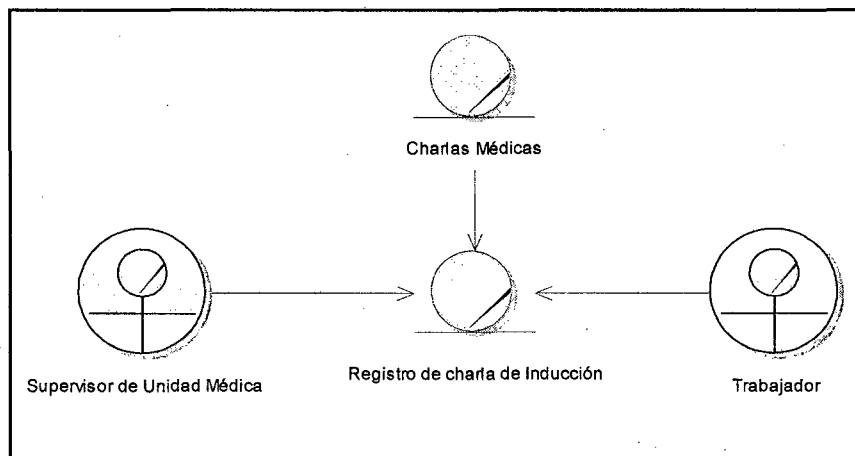 Charlas Médicas
Supervisor de Unidad Médica
Registro de charla de Inducción
Trabajador